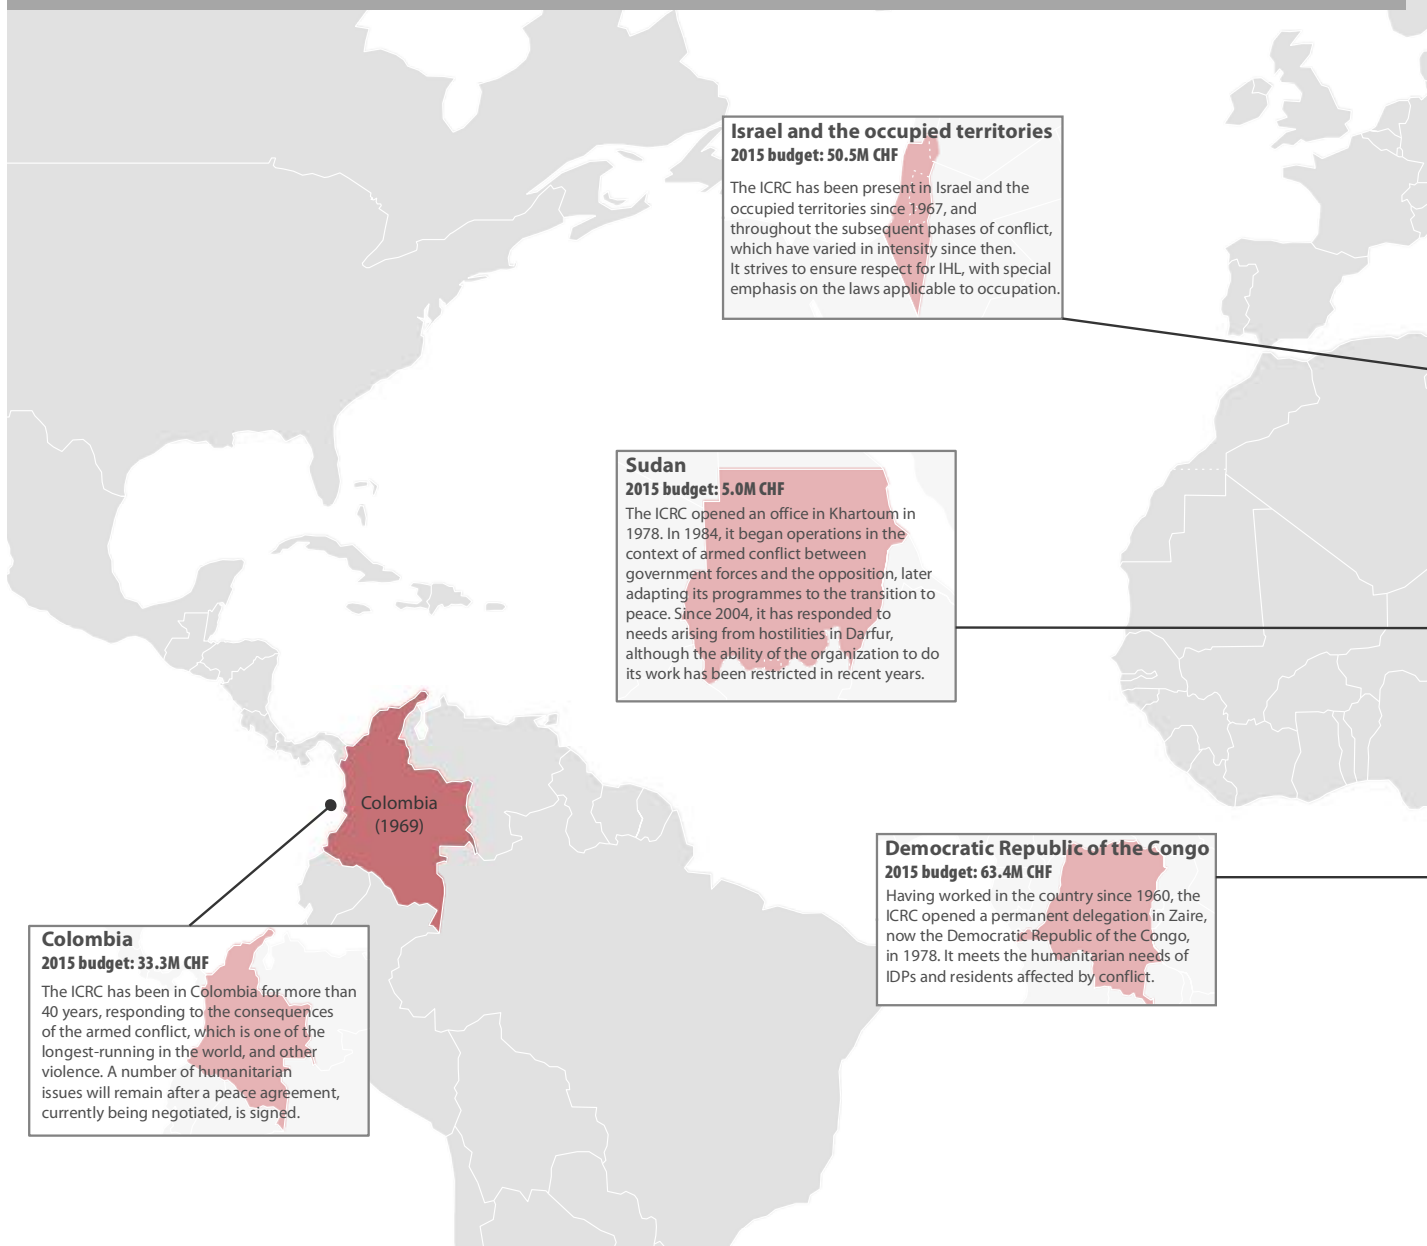 Israel and the occupied territories
2015 budget: 50.5M CHF
The ICRC has been present in Israel and the
occupied territories since 1967, and
throughout the subsequent phases of conflict,
which have varied in intensity since then.
It strives to ensure respect for IHL, with special
emphasis on the laws applicable to occupation.
Sudan
2015 budget: 5.0M CHF
The ICRC opened an office in Khartoum in
1978. In 1984, it began operations in the
context of armed conflict between
government forces and the opposition, later
adapting its programmes to the transition to
peace. Since 2004, it has responded to
needs arising from hostilities in Darfur,
although the ability of the organization to do
its work has been restricted in recent years.
Colombia
(1969)
Democratic Republic of the Congo
2015 budget: 63.4M CHF
Having worked in the country since 1960, the
ICRC opened a permanent delegation in Zaire,
now the Democratic Republic of the Congo,
in 1978. It meets the humanitarian needs of
IDPs and residents affected by conflict.
Colombia
2015 budget: 33.3M CHF
The ICRC has been in Colombia for more than
40 years, responding to the consequences
of the armed conflict, which is one of the
longest-running in the world, and other
violence. A number of humanitarian
issues will remain after a peace agreement,
currently being negotiated, is signed.